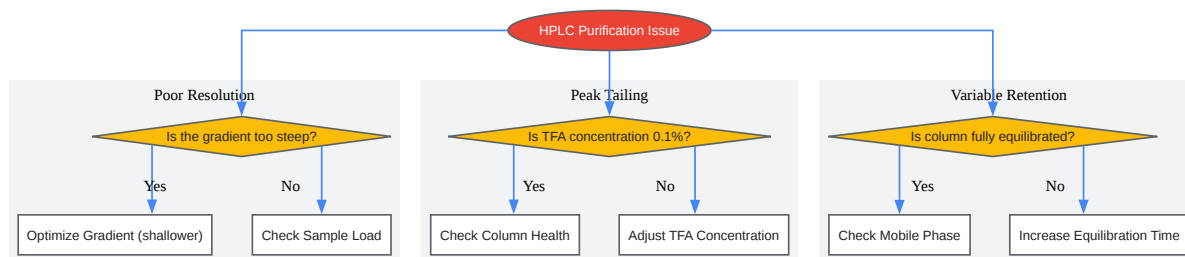 HPLC Purification Issue
Poor Resolution
Peak Tailing
Variable Retention
Is the gradient too steep?
Is TFA concentration 0.1%?
Is column fully equilibrated?
Yes
No
Yes
No
Yes
No
Optimize Gradient (shallower)
Check Sample Load
Check Column Health
Adjust TFA Concentration
Check Mobile Phase
Increase Equilibration Time